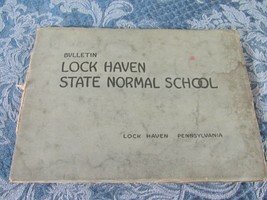 BULLETIN
LOCK HAVEN
STATE NORMAL SCHOOL
LOCK HAVEN PENNSYLVANIA